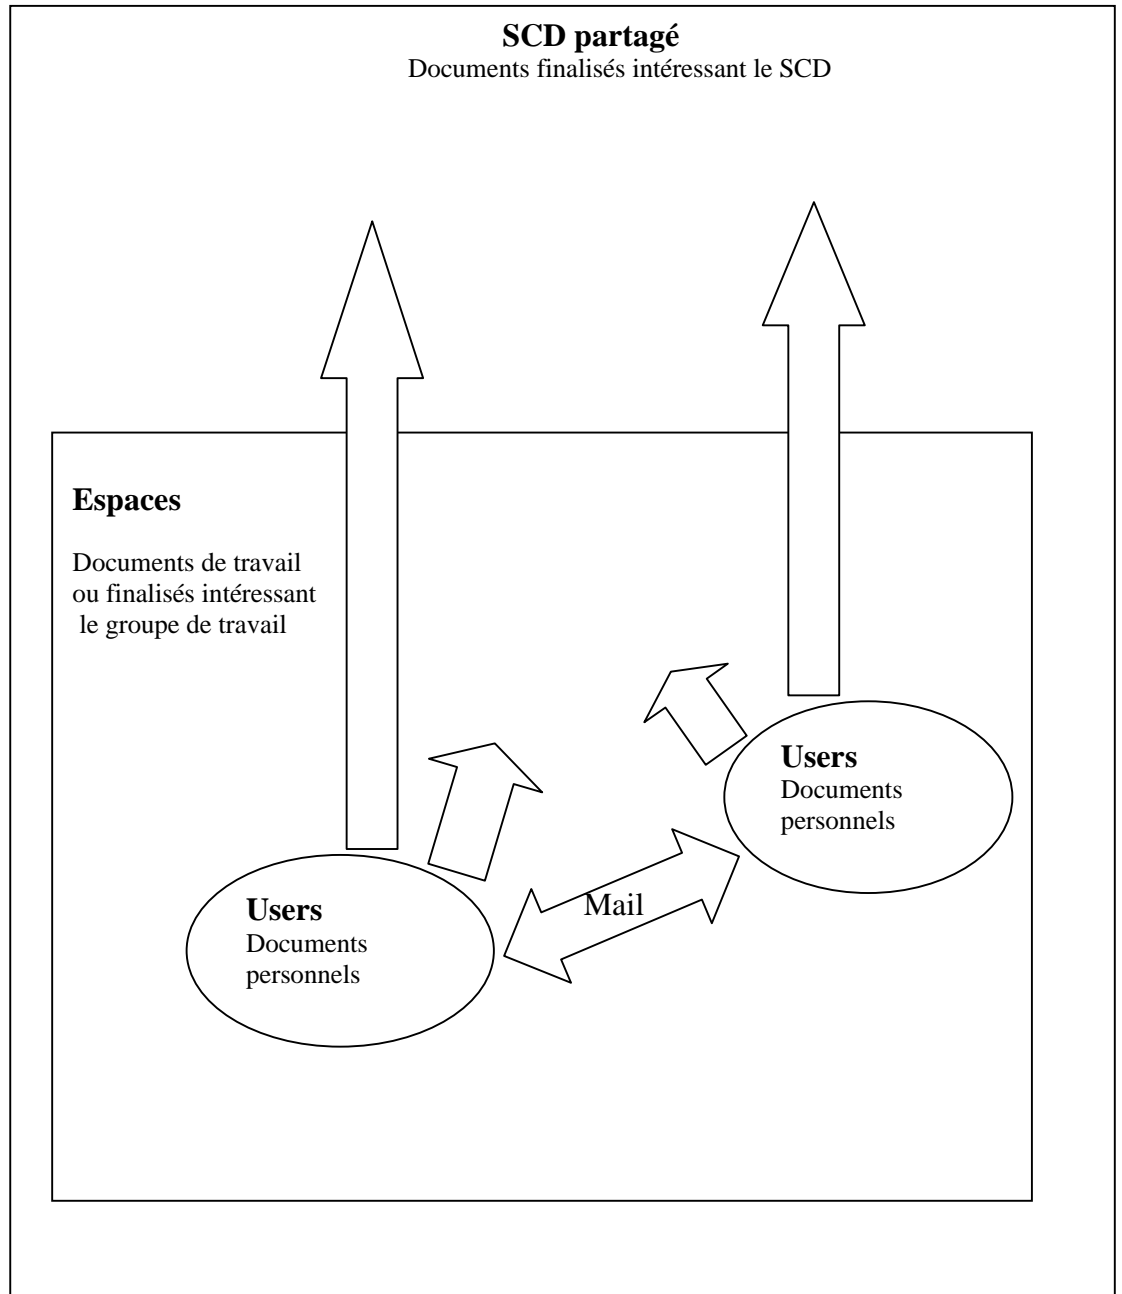 SCD partagé
Documents finalisés intéressant le SCD
Espaces
Documents de travail
ou finalisés intéressant
le groupe de travail
Users
Documents
personnels
Mail
Users
Documents
personnels